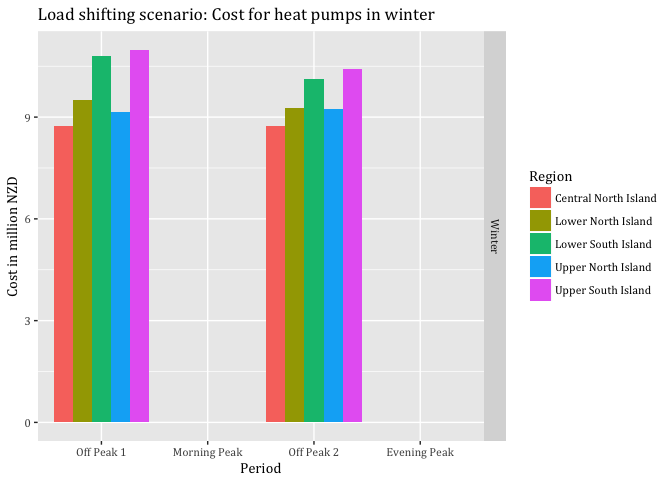 Load shifting scenario: Cost for heat pumps in winter
Cost in million NZD
9
6
3
0
Off Peak 1
Morning Peak
Off Peak 2
Evening Peak
Period
Winter
Region
Central North Island
Lower North Island
Lower South Island
Upper North Island
Upper South Island